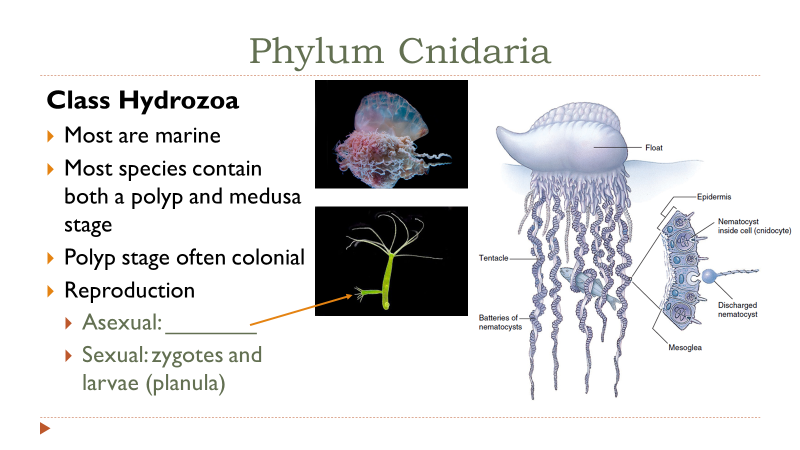 Phylum Cnidaria
Class Hydrozoa
Most are marine
Most species contain
both a polyp and medusa
stage
Polyp stage often colonial
Reproduction
Asexual: ________
Sexual: zygotes and
larvae (planula)
Float
Epidermis
Nematocyst
inside cell (cnidocyte)
Tentacle
Discharged
nematocyst
Batteries of
nematocysts
Mesoglea